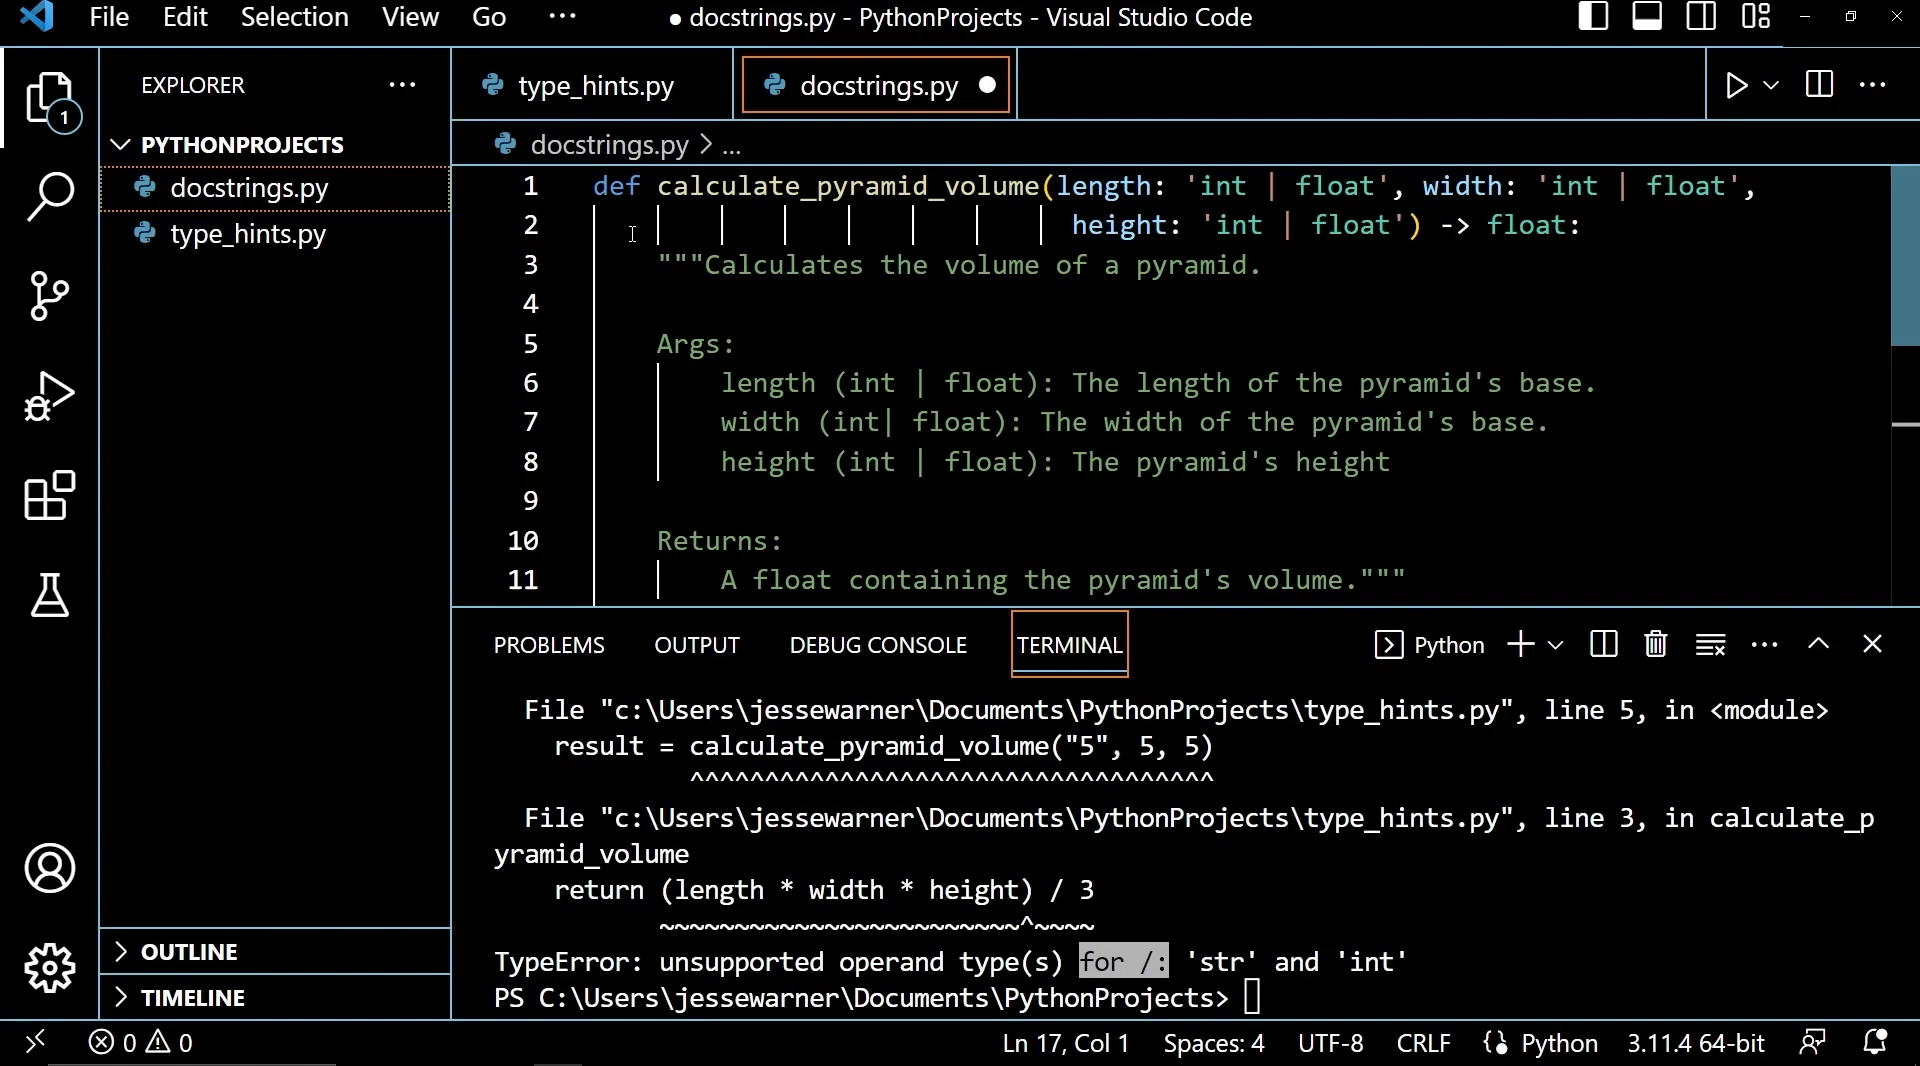 File Edit Selection View Go ··· ● docstrings.py - PythonProjects - Visual Studio Code
EXPLORER ···
1
PYTHONPROJECTS
docstrings.py
type_hints.py
OUTLINE
TIMELINE
type_hints.py docstrings.py ●
docstrings.py > ...
1 def calculate_pyramid_volume(length: 'int | float', width: 'int | float',
2 height: 'int | float') -> float:
3 """Calculates the volume of a pyramid.
4
5 Args:
6 length (int | float): The length of the pyramid's base.
7 width (int| float): The width of the pyramid's base.
8 height (int | float): The pyramid's height
9
10 Returns:
11 A float containing the pyramid's volume."""
PROBLEMS OUTPUT DEBUG CONSOLE TERMINAL Python
File "c:\Users\jessewarner\Documents\PythonProjects\type_hints.py", line 5, in <module>
result = calculate_pyramid_volume("5", 5, 5)
^^^^^^^^^^^^^^^^^^^^^^^^^^^^^^^^^^^
File "c:\Users\jessewarner\Documents\PythonProjects\type_hints.py", line 3, in calculate_p
yramid_volume
return (length * width * height) / 3
~~~~~~~~~~~~~~~~~~~~~~~~^~~~~
TypeError: unsupported operand type(s) for /: 'str' and 'int'
PS C:\Users\jessewarner\Documents\PythonProjects>
0 0 Ln 17, Col 1 Spaces: 4 UTF-8 CRLF Python 3.11.4 64-bit